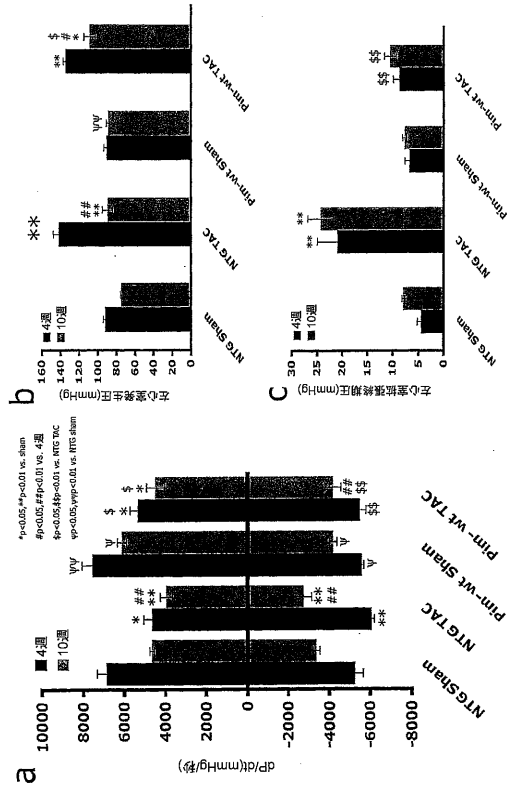 a
*p<0.05,**p<0.01 vs. sham
#p<0.05,##p<0.01 vs. 4週
$p<0.05,$$p<0.01 vs. NTG TAC
ψp<0.05,ψψp<0.01 vs. NTG sham
4週
10週
dP/dt(mmHg/秒)
10000
8000
6000
4000
2000
0
-2000
-4000
-6000
-8000
* ## ** ψψ ψ $ * $ *
** ** ## ψ ψ $$ ## $$
NTG Sham
NTG TAC
Pim-wt Sham
Pim-wt TAC
b
4週
10週
左心室発生圧(mmHg)
160
140
120
100
80
60
40
20
0
** ## ** ψψ ** $ ## *
NTG Sham
NTG TAC
Pim-wt Sham
Pim-wt TAC
c
4週
10週
左心室拡張終期圧(mmHg)
30
25
20
15
10
5
0
** ** $$ $$
NTG Sham
NTG TAC
Pim-wt Sham
Pim-wt TAC